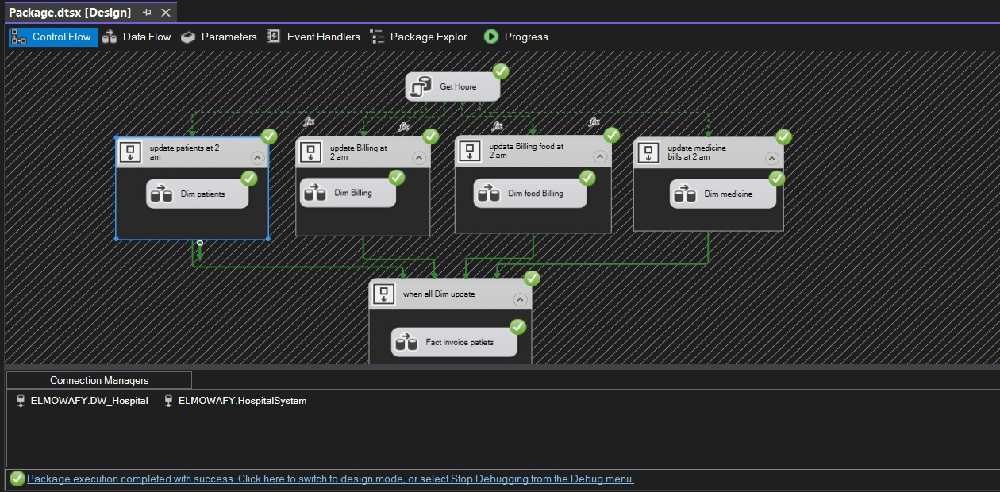 Package.dtsx [Design]
Control Flow
Data Flow
Parameters
Event Handlers
Package Explor...
Progress
Get Houre
fx
fx
fx
fx
update patients at 2
am
update Billing at
2 am
update Billing food at
2 am
update medicine
bills at 2 am
Dim patients
Dim Billing
Dim food Billing
Dim medicine
when all Dim update
Fact invoice patiets
Connection Managers
ELMOWAFY.DW_Hospital
ELMOWAFY.HospitalSystem
Package execution completed with success. Click here to switch to design mode, or select Stop Debugging from the Debug menu.